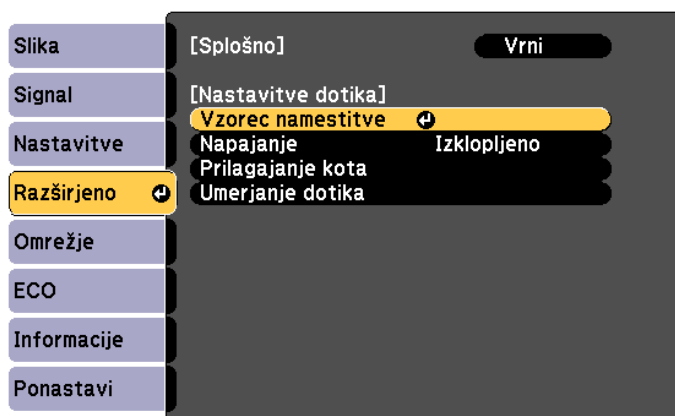 Slika
Signal
Nastavitve
Razširjeno
Omrežje
ECO
Informacije
Ponastavi
[Splošno] Vrni
[Nastavitve dotika]
Vzorec namestitve
Napajanje Izklopljeno
Prilagajanje kota
Umerjanje dotika